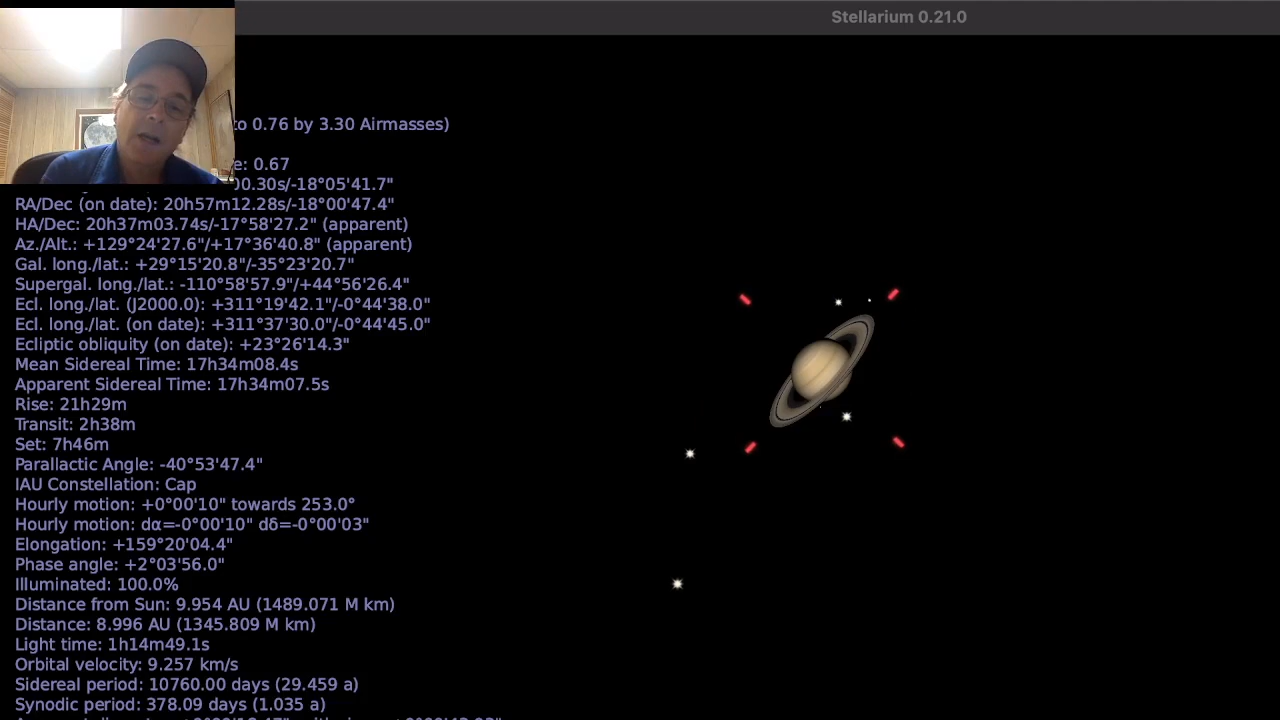 Stellarium 0.21.0
to 0.76 by 3.30 Airmasses)
e: 0.67
00.30s/-18°05'41.7"
RA/Dec (on date): 20h57m12.28s/-18°00'47.4"
HA/Dec: 20h37m03.74s/-17°58'27.2" (apparent)
Az./Alt.: +129°24'27.6"/+17°36'40.8" (apparent)
Gal. long./lat.: +29°15'20.8"/-35°23'20.7"
Supergal. long./lat.: -110°58'57.9"/+44°56'26.4"
Ecl. long./lat. (J2000.0): +311°19'42.1"/-0°44'38.0"
Ecl. long./lat. (on date): +311°37'30.0"/-0°44'45.0"
Ecliptic obliquity (on date): +23°26'14.3"
Mean Sidereal Time: 17h34m08.4s
Apparent Sidereal Time: 17h34m07.5s
Rise: 21h29m
Transit: 2h38m
Set: 7h46m
Parallactic Angle: -40°53'47.4"
IAU Constellation: Cap
Hourly motion: +0°00'10" towards 253.0°
Hourly motion: dα=-0°00'10" dδ=-0°00'03"
Elongation: +159°20'04.4"
Phase angle: +2°03'56.0"
Illuminated: 100.0%
Distance from Sun: 9.954 AU (1489.071 M km)
Distance: 8.996 AU (1345.809 M km)
Light time: 1h14m49.1s
Orbital velocity: 9.257 km/s
Sidereal period: 10760.00 days (29.459 a)
Synodic period: 378.09 days (1.035 a)